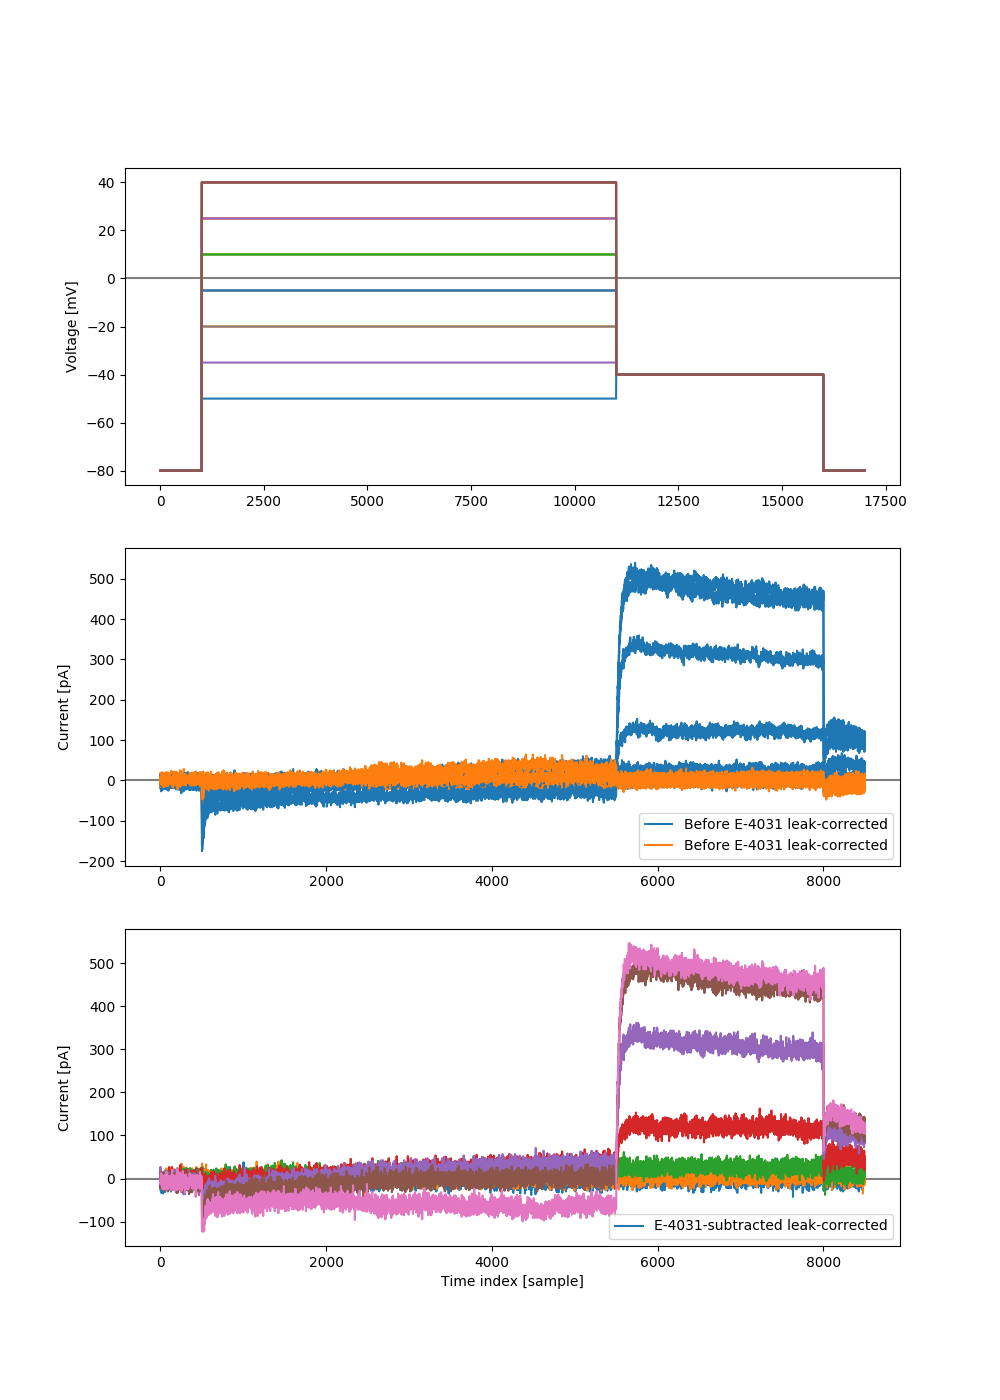 40
20
0
−20
−40
−60
−80
Voltage [mV]
0 2500 5000 7500 10000 12500 15000 17500
500
400
300
200
100
0
−100
−200
Current [pA]
Before E-4031 leak-corrected
Before E-4031 leak-corrected
0 2000 4000 6000 8000
500
400
300
200
100
0
−100
Current [pA]
E-4031-subtracted leak-corrected
0 2000 4000 6000 8000
Time index [sample]